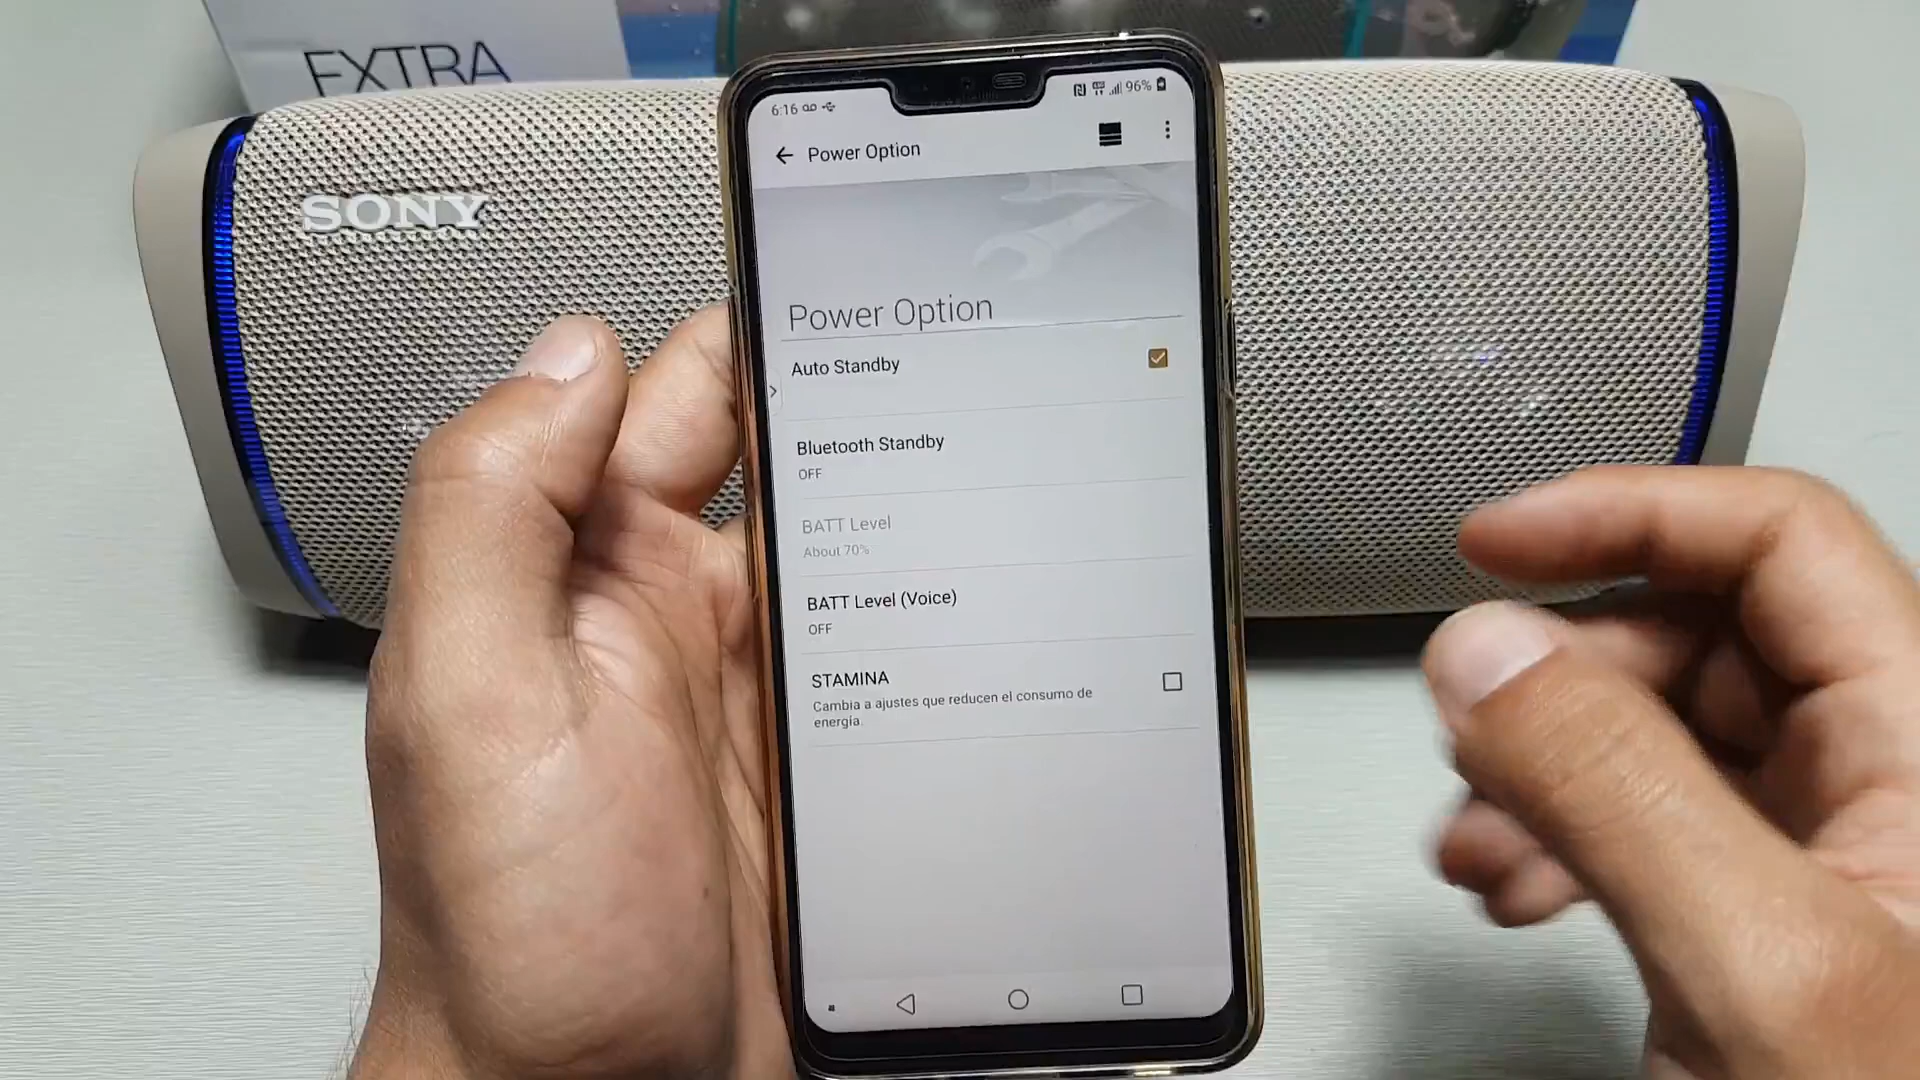 EXTRA
SONY
6:16
96%
Power Option
Power Option
Auto Standby
Bluetooth Standby
OFF
BATT Level
About 70%
BATT Level (Voice)
OFF
STAMINA
Cambia a ajustes que reducen el consumo de
energía.